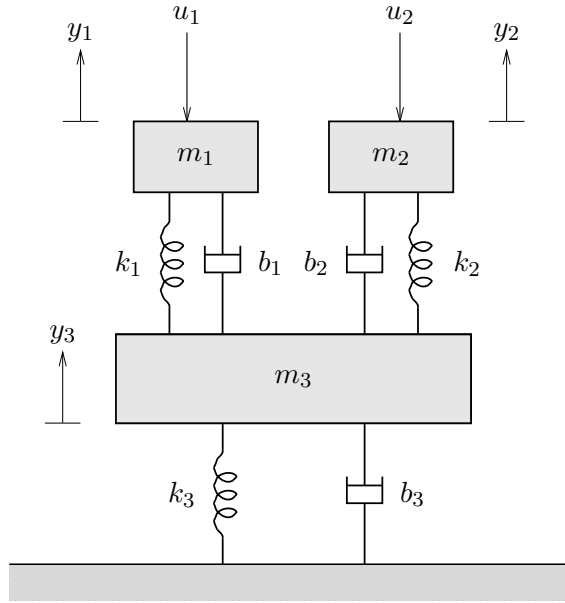 u₁ u₂
y₁ y₂
m₁ m₂
k₁ b₁ b₂ k₂
y₃
m₃
k₃ b₃